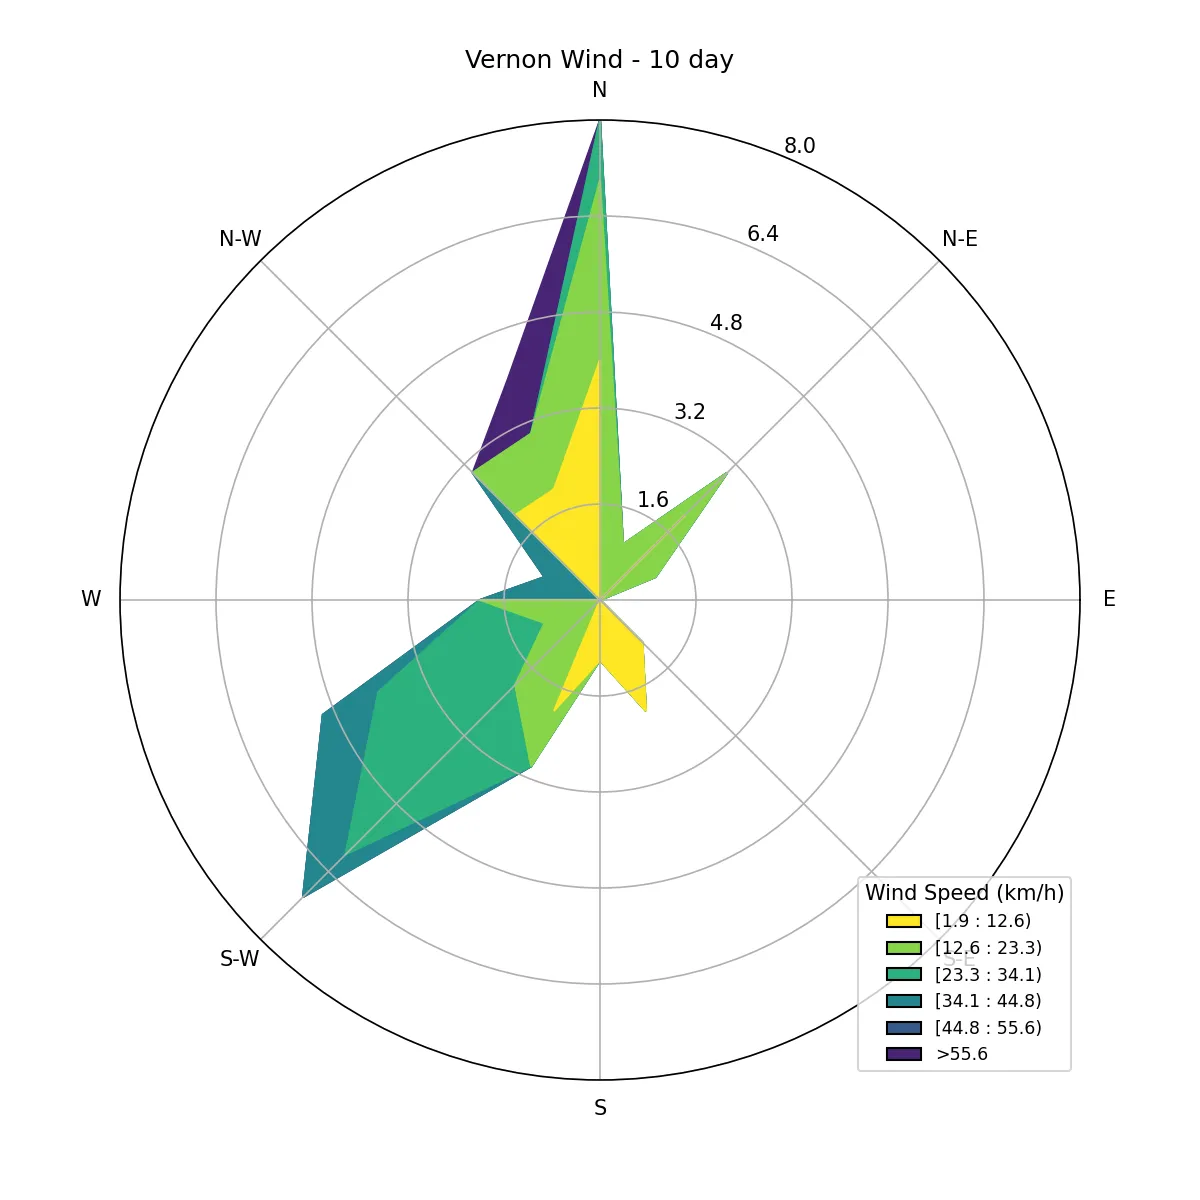 Vernon Wind - 10 day
N
8.0
N-W
N-E
6.4
4.8
3.2
1.6
W
E
Wind Speed (km/h)
[1.9 : 12.6)
[12.6 : 23.3)
S-W
S-E
[23.3 : 34.1)
[34.1 : 44.8)
[44.8 : 55.6)
>55.6
S